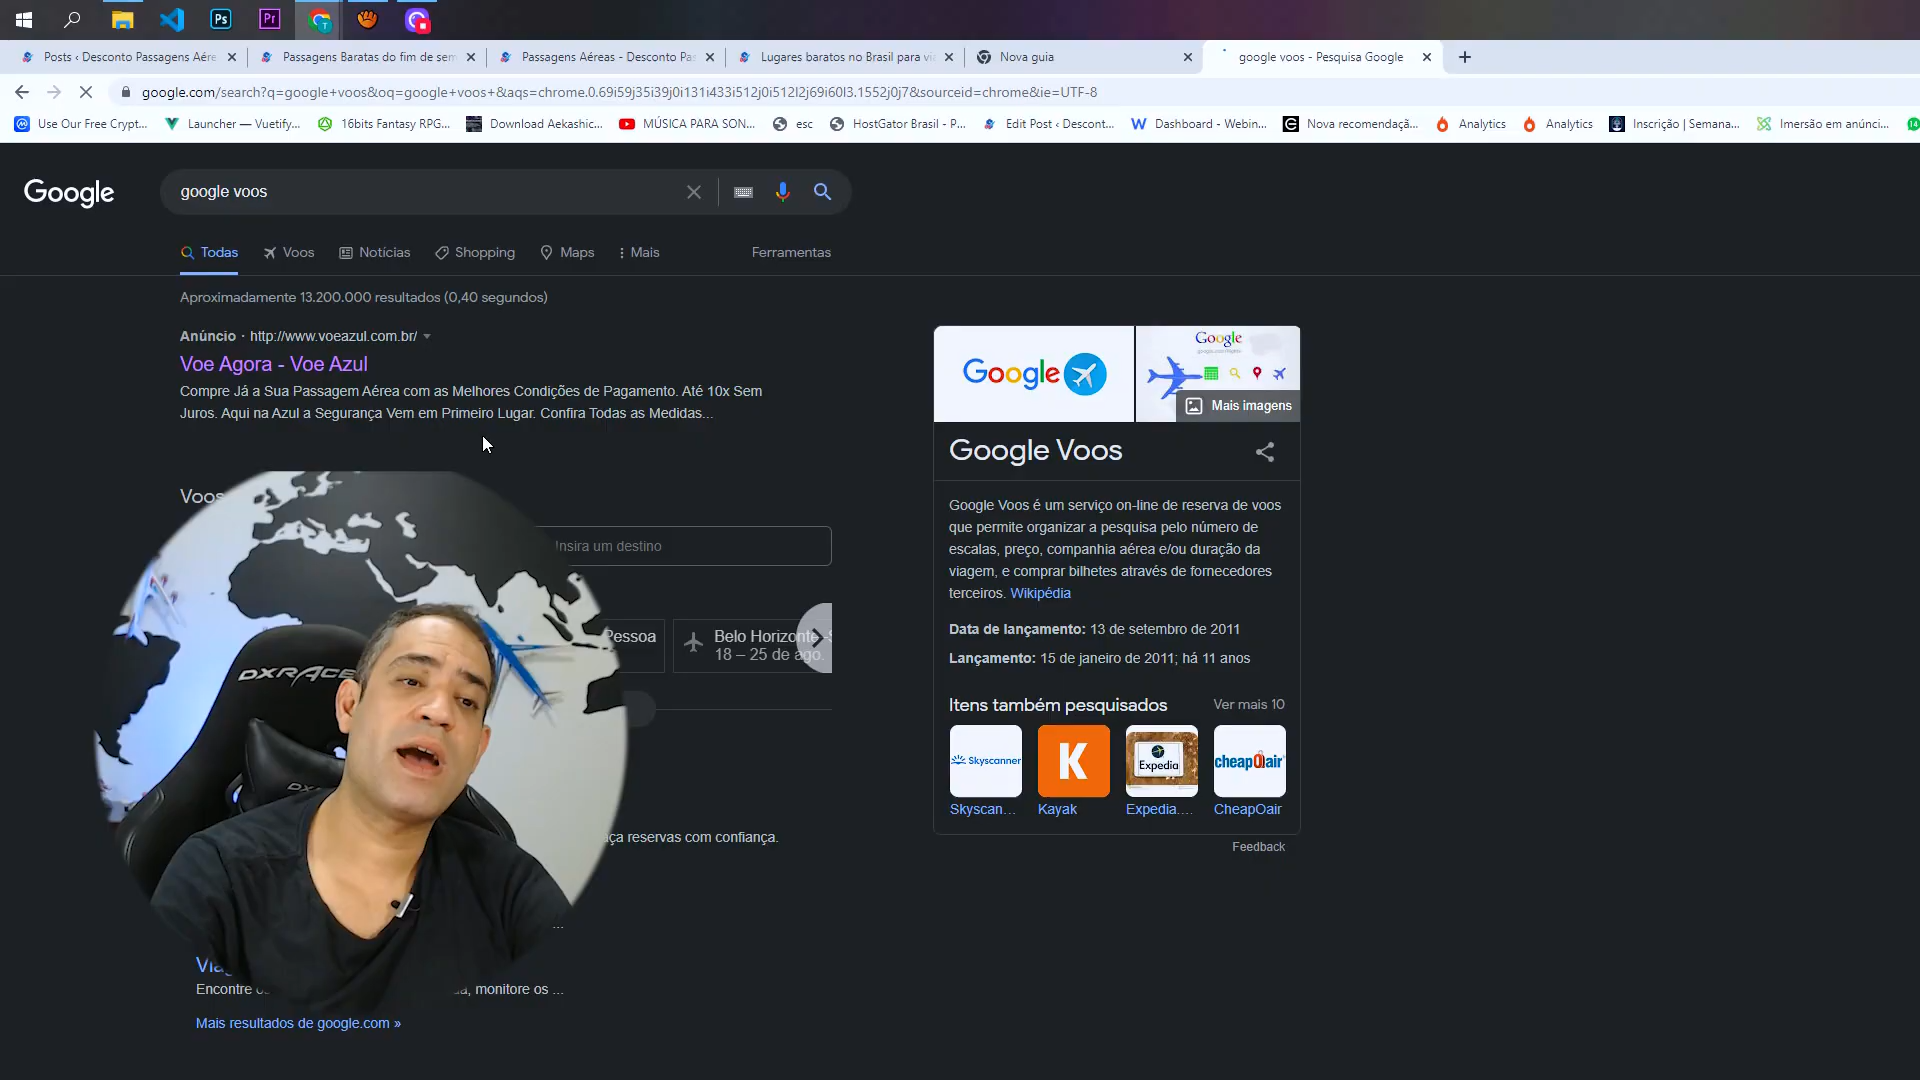 Ps
Pr
T
Posts ‹ Desconto Passagens Aére
Passagens Baratas do fim de sem
Passagens Aéreas - Desconto Pas
Lugares baratos no Brasil para via
Nova guia
google voos - Pesquisa Google
google.com/search?q=google+voos&oq=google+voos+&aqs=chrome.0.69i59j35i39j0i131i433i512j0i512l2j69i60l3.1552j0j7&sourceid=chrome&ie=UTF-8
Use Our Free Crypt...
Launcher — Vuetify...
16bits Fantasy RPG...
Download Aekashic...
MÚSICA PARA SON...
esc
HostGator Brasil - P...
Edit Post ‹ Descont...
Dashboard - Webin...
Nova recomendaçã...
Analytics
Analytics
Inscrição | Semana...
Imersão em anúnci...
14
Google
google voos
Todas
Voos
Notícias
Shopping
Maps
Mais
Ferramentas
Aproximadamente 13.200.000 resultados (0,40 segundos)
Anúncio · http://www.voeazul.com.br/
Voe Agora - Voe Azul
Compre Já a Sua Passagem Aérea com as Melhores Condições de Pagamento. Até 10x Sem
Juros. Aqui na Azul a Segurança Vem em Primeiro Lugar. Confira Todas as Medidas...
Voos
Insira um destino
Pessoa
Belo Horizonte -S
18 – 25 de ago.
DXRACE
DX
reservas com confiança.
...
Encontre
monitore os ...
Mais resultados de google.com »
Google
Google
Mais imagens
Google Voos
Google Voos é um serviço on-line de reserva de voos
que permite organizar a pesquisa pelo número de
escalas, preço, companhia aérea e/ou duração da
viagem, e comprar bilhetes através de fornecedores
terceiros. Wikipédia
Data de lançamento: 13 de setembro de 2011
Lançamento: 15 de janeiro de 2011; há 11 anos
Itens também pesquisados
Ver mais 10
Skyscanner
K
Expedia
cheapOair
Skyscan...
Kayak
Expedia....
CheapOair
Feedback